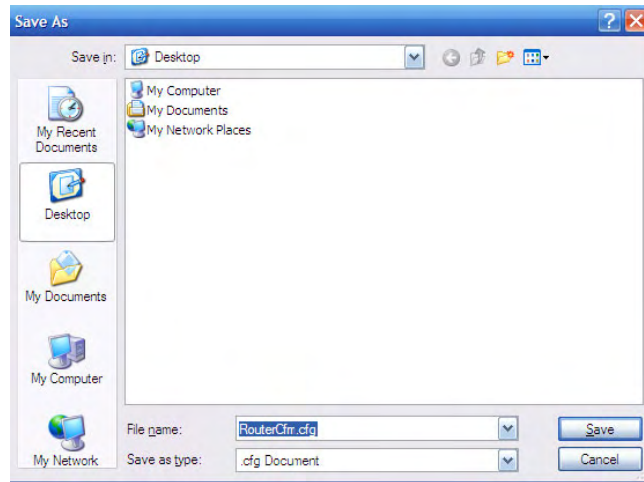 Save As
Save in:
Desktop
My Recent
Documents
Desktop
My Documents
My Computer
My Network
My Computer
My Documents
My Network Places
File name:
RouterCfrr.cfg
Save
Save as type:
.cfg Document
Cancel